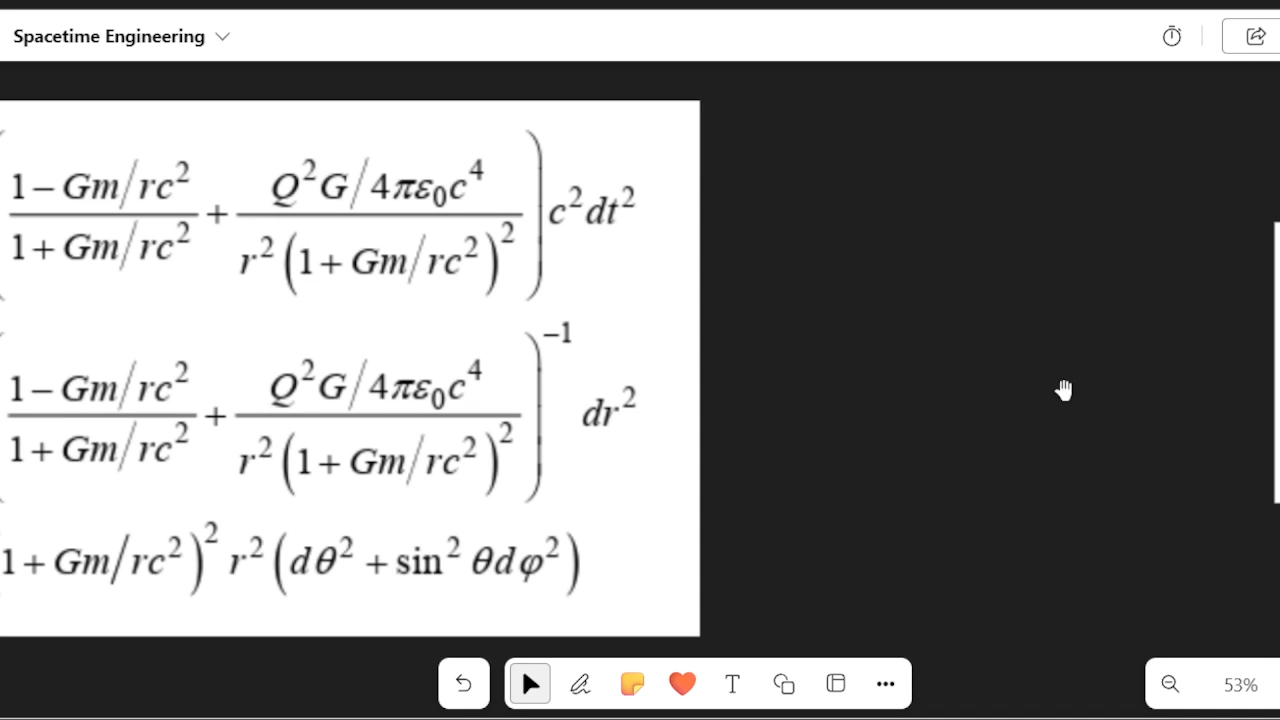 Spacetime Engineering
1 − Gm/rc² / 1 + Gm/rc² + Q²G/4πε₀c⁴ / r²(1 + Gm/rc²)² ) c²dt²
( 1 − Gm/rc² / 1 + Gm/rc² + Q²G/4πε₀c⁴ / r²(1 + Gm/rc²)² )⁻¹ dr²
1 + Gm/rc² )² r² (dθ² + sin² θdφ²)
T
53%